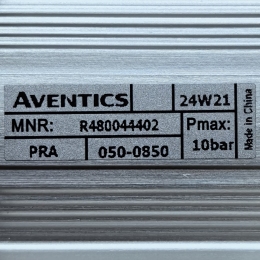 AVENTICS 24W21
MNR: R480044402 Pmax:
PRA 050-0850 10bar
Made in China